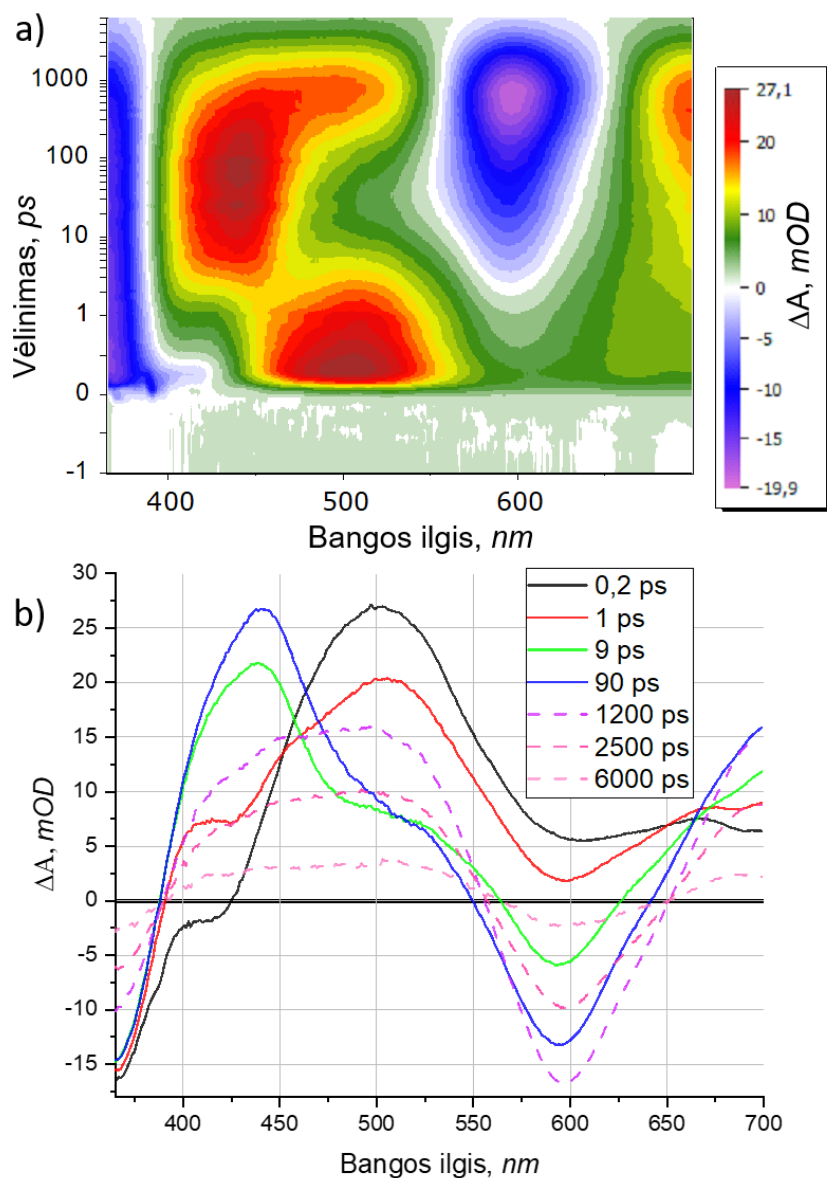 a)
1000
100
10
1
0
-1
Vėlinimas, ps
400
500
600
Bangos ilgis, nm
27,1
20
10
0
-5
-10
-15
-19,9
ΔA, mOD
b)
30
25
20
15
10
5
0
-5
-10
-15
ΔA, mOD
0,2 ps
1 ps
9 ps
90 ps
1200 ps
2500 ps
6000 ps
400
450
500
550
600
650
700
Bangos ilgis, nm